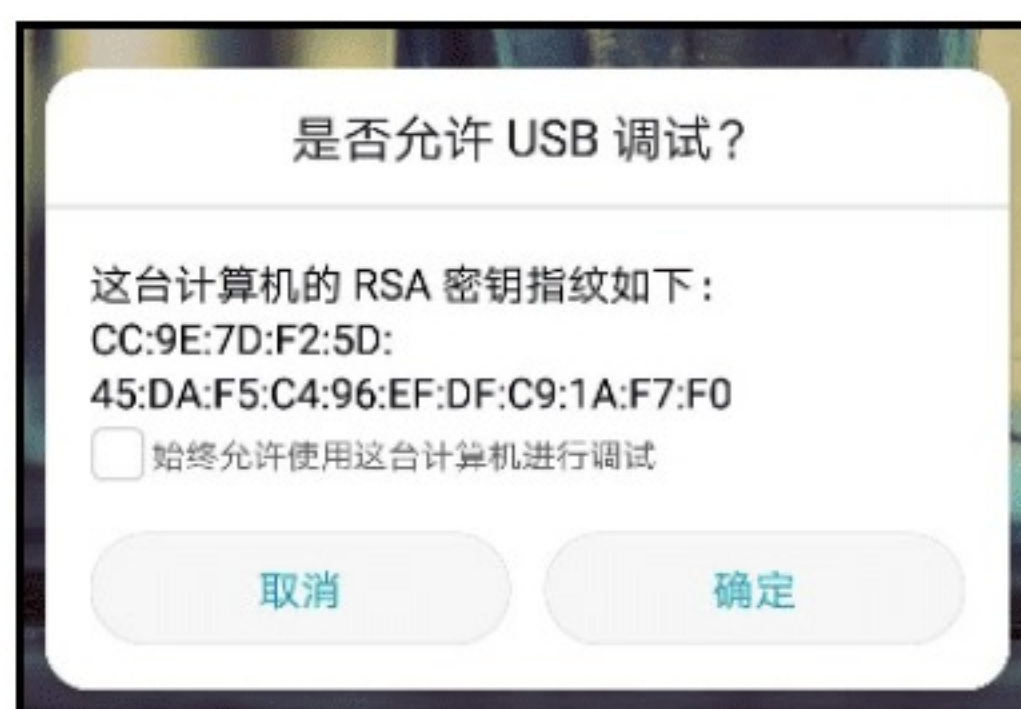 是否允许 USB 调试？
这台计算机的 RSA 密钥指纹如下：
CC:9E:7D:F2:5D:
45:DA:F5:C4:96:EF:DF:C9:1A:F7:F0
始终允许使用这台计算机进行调试
取消
确定